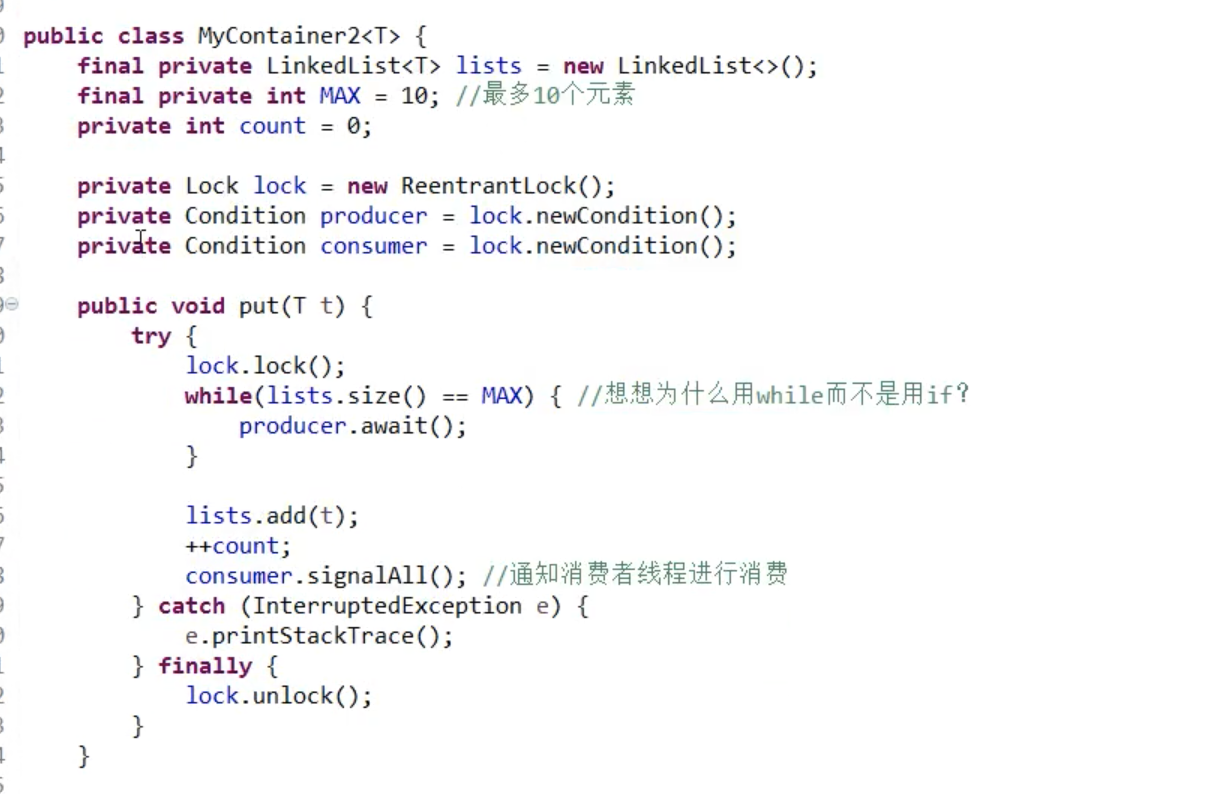 public class MyContainer2<T> {
    final private LinkedList<T> lists = new LinkedList<>();
    final private int MAX = 10; //最多10个元素
    private int count = 0;

    private Lock lock = new ReentrantLock();
    private Condition producer = lock.newCondition();
    private Condition consumer = lock.newCondition();

    public void put(T t) {
        try {
            lock.lock();
            while(lists.size() == MAX) { //想想为什么用while而不是用if?
                producer.await();
            }

            lists.add(t);
            ++count;
            consumer.signalAll(); //通知消费者线程进行消费
        } catch (InterruptedException e) {
            e.printStackTrace();
        } finally {
            lock.unlock();
        }
    }